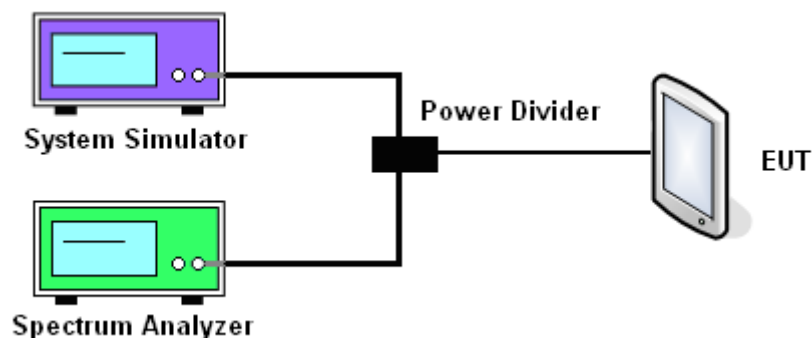 System Simulator
Power Divider
EUT
Spectrum Analyzer